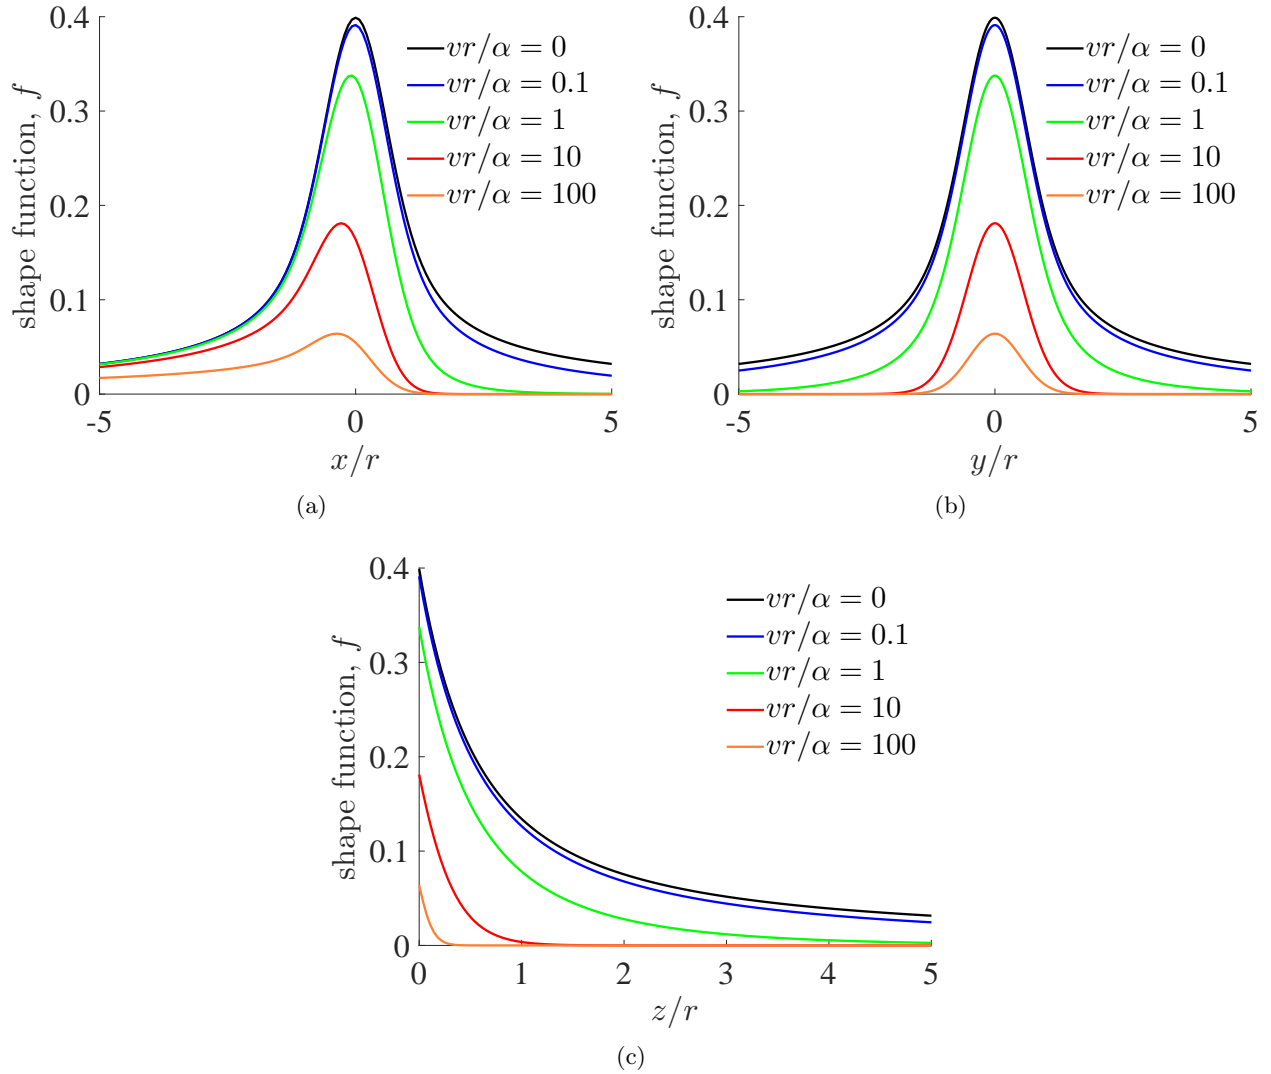 0.4
0.3
0.2
0.1
0
shape function, f
vr/α = 0
vr/α = 0.1
vr/α = 1
vr/α = 10
vr/α = 100
-5 0 5
x/r
(a)
0.4
0.3
0.2
0.1
0
shape function, f
vr/α = 0
vr/α = 0.1
vr/α = 1
vr/α = 10
vr/α = 100
-5 0 5
y/r
(b)
0.4
0.3
0.2
0.1
0
shape function, f
vr/α = 0
vr/α = 0.1
vr/α = 1
vr/α = 10
vr/α = 100
0 1 2 3 4 5
z/r
(c)